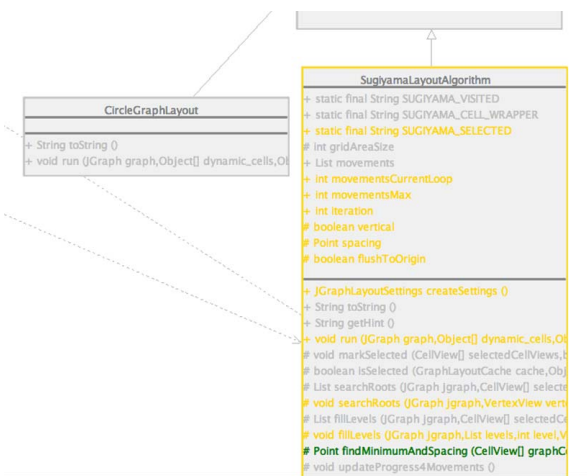 SugiyamaLayoutAlgorithm
+ static final String SUGIYAMA_VISITED
+ static final String SUGIYAMA_CELL_WRAPPER
+ static final String SUGIYAMA_SELECTED
# int gridAreaSize
+ List movements
+ int movementsCurrentLoop
+ int movementsMax
+ int iteration
# boolean vertical
# Point spacing
# boolean flushToOrigin
+ JGraphLayoutSettings createSettings ()
+ String toString ()
+ String getHint ()
+ void run (JGraph graph,Object[] dynamic_cells,Ob
# void markSelected (CellView[] selectedCellViews,b
# boolean isSelected (GraphLayoutCache cache,Obj
# List searchRoots (JGraph jgraph,CellView[] selecte
# void searchRoots (JGraph jgraph,VertexView verte
# List fillLevels (JGraph jgraph,CellView[] selectedCe
# void fillLevels (JGraph jgraph,List levels,int level,V
# Point findMinimumAndSpacing (CellView[] graphCe
# void updateProgress4Movements ()
CircleGraphLayout
+ String toString ()
+ void run (JGraph graph,Object[] dynamic_cells,Ob